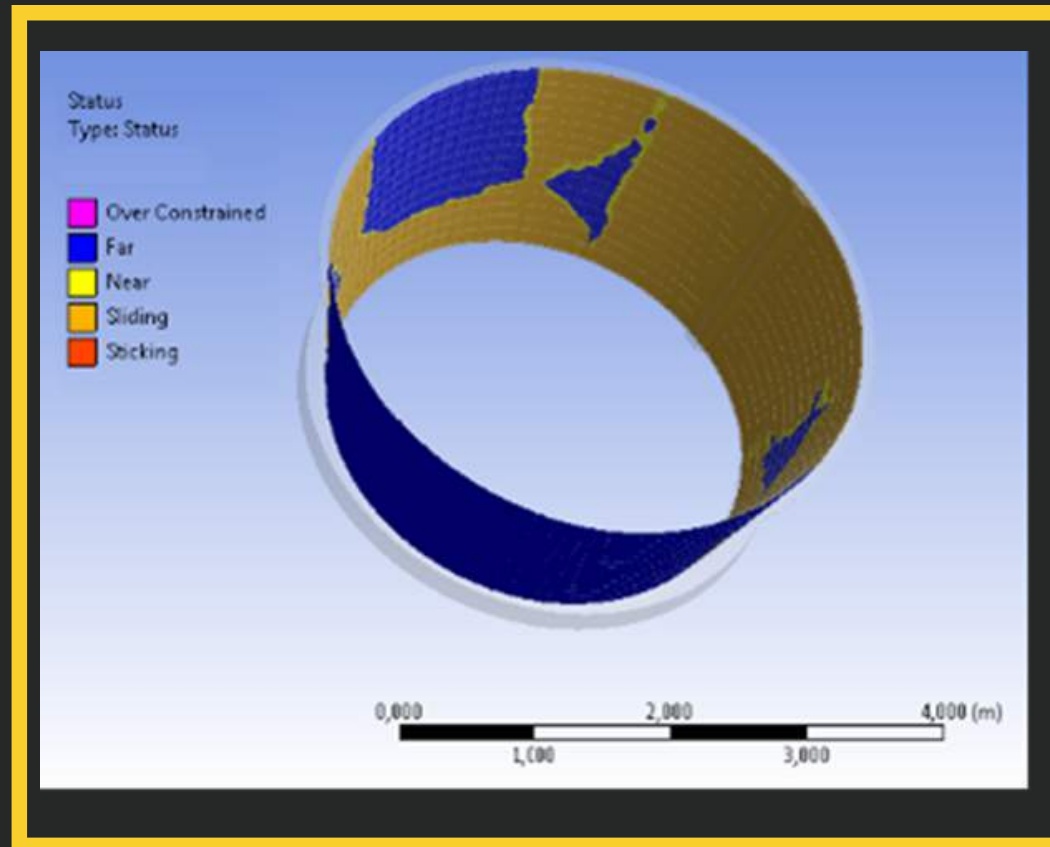 Status
Type: Status
Over Constrained
Far
Near
Sliding
Sticking
0,000 2,000 4,000 (m)
1,000 3,000